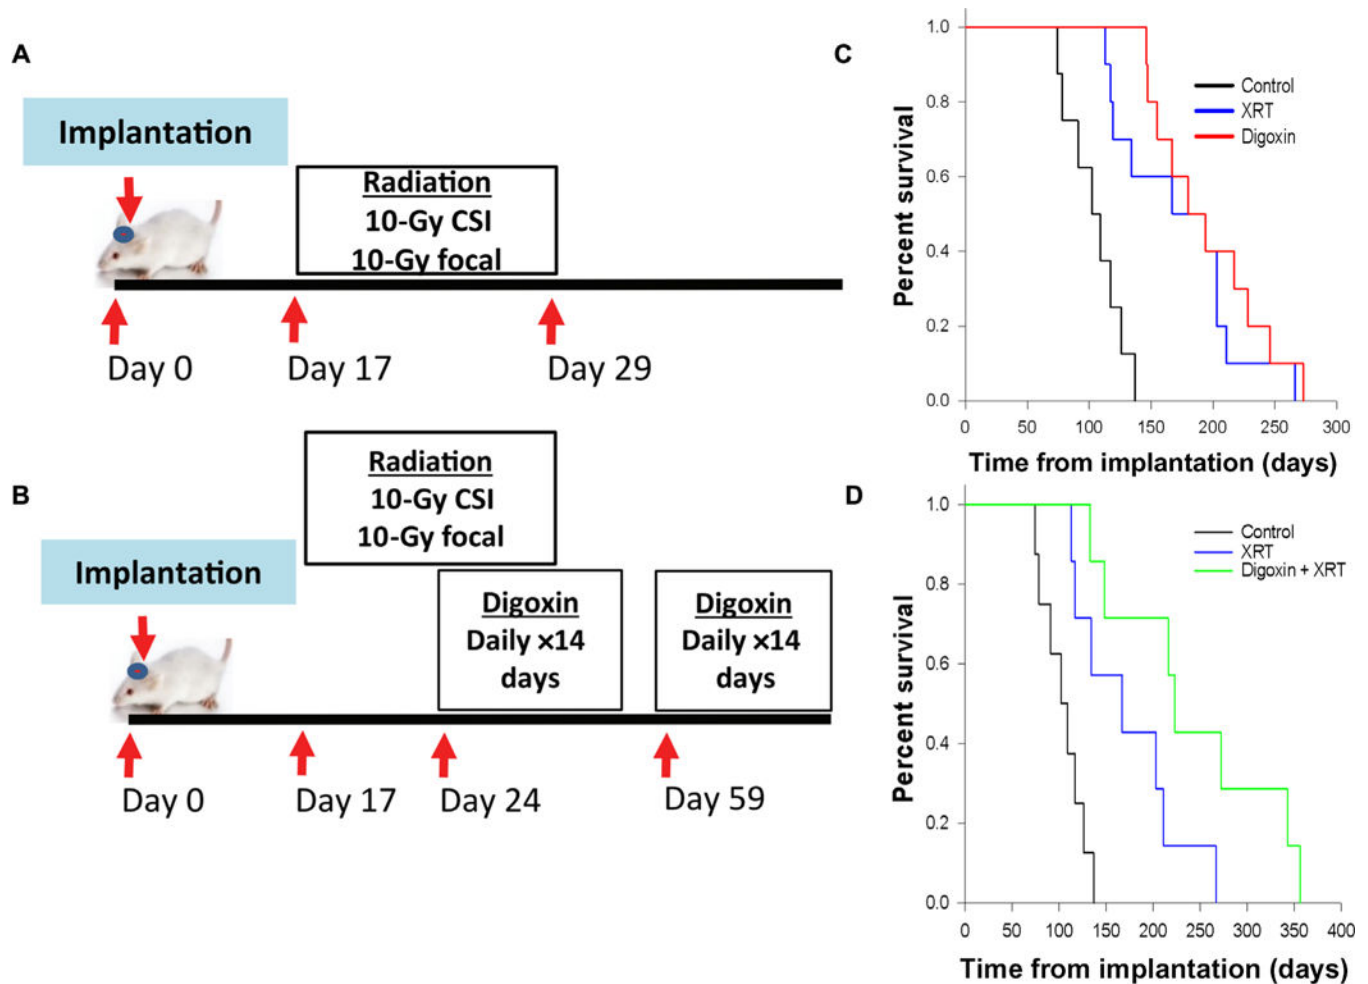 A
Implantation
Radiation
10-Gy CSI
10-Gy focal
Day 0
Day 17
Day 29
B
Radiation
10-Gy CSI
10-Gy focal
Implantation
Digoxin
Daily ×14
days
Digoxin
Daily ×14
days
Day 0
Day 17
Day 24
Day 59
C
Percent survival
1.0
0.8
0.6
0.4
0.2
0.0
Control
XRT
Digoxin
0 50 100 150 200 250 300
Time from implantation (days)
D
Percent survival
1.0
0.8
0.6
0.4
0.2
0.0
Control
XRT
Digoxin + XRT
0 50 100 150 200 250 300 350 400
Time from implantation (days)